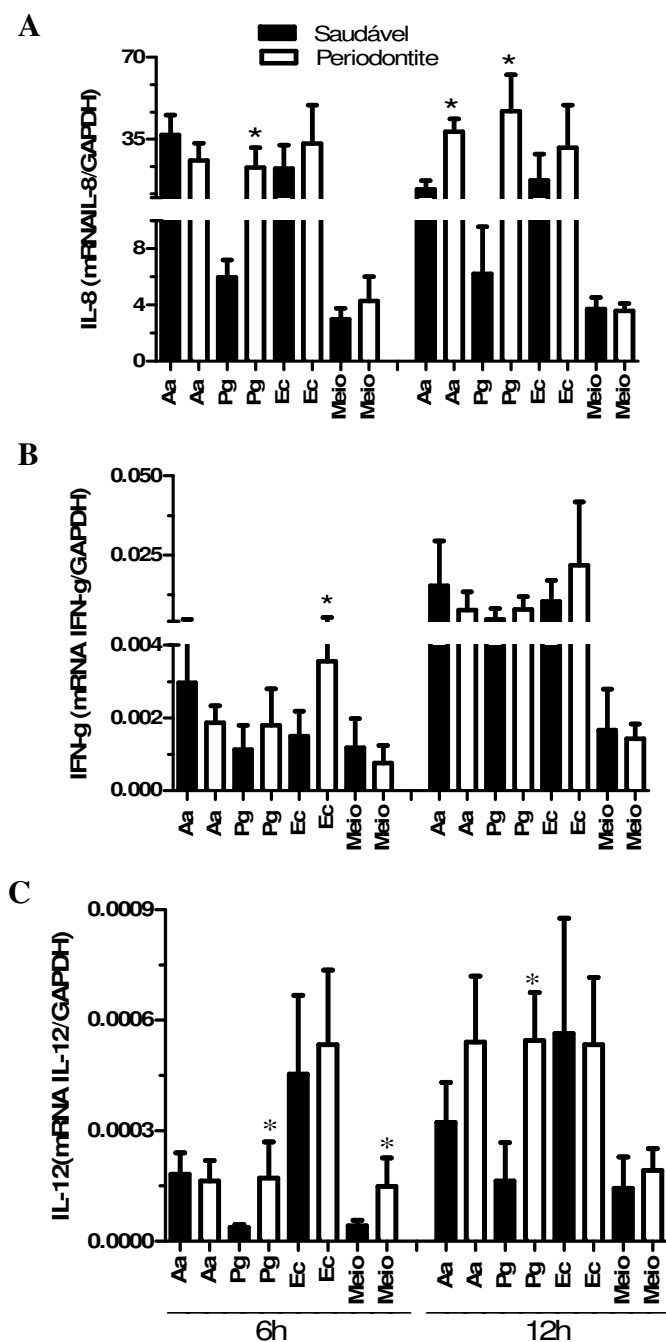 A
Saudável
Periodontite
IL-8 (mRNAIL-8/GAPDH)
70
35
8
4
0
* * *
Aa Aa Pg Pg Ec Ec Meio Meio Aa Aa Pg Pg Ec Ec Meio Meio
B
IFN-g (mRNA IFN-g/GAPDH)
0.050
0.025
0.004
0.002
0.000
*
Aa Aa Pg Pg Ec Ec Meio Meio Aa Aa Pg Pg Ec Ec Meio Meio
C
IL-12(mRNA IL-12/GAPDH)
0.0009
0.0006
0.0003
0.0000
* * *
Aa Aa Pg Pg Ec Ec Meio Meio Aa Aa Pg Pg Ec Ec Meio Meio
6h 12h